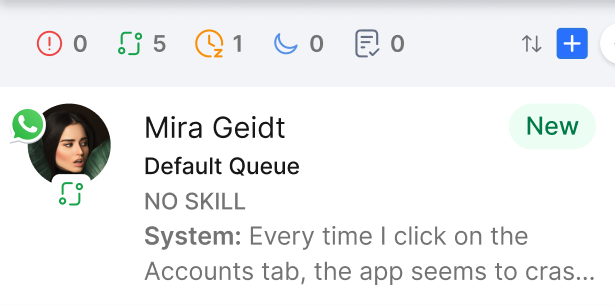 0 5 1 0 0
Mira Geidt New
Default Queue
NO SKILL
System: Every time I click on the
Accounts tab, the app seems to cras...